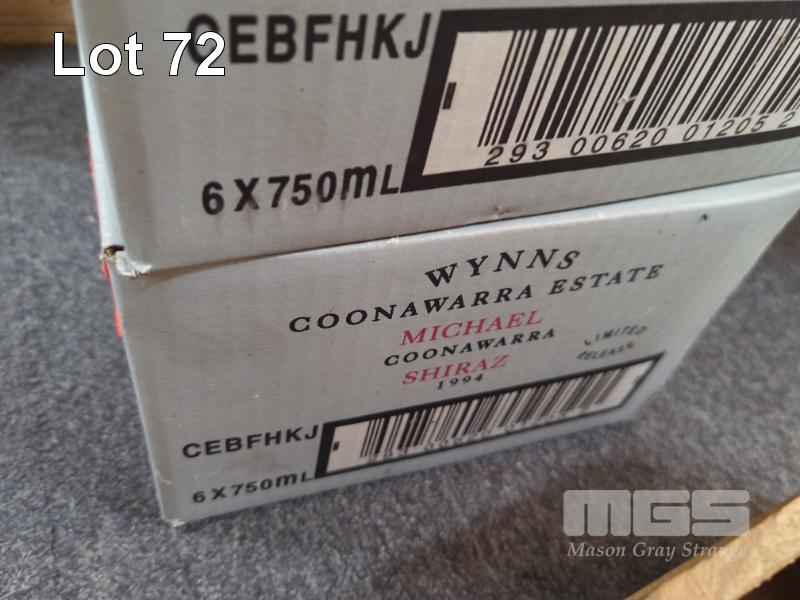 Lot 72
CEBFHKJ
293 00620 01205 2
6 X 750mL
WYNNS
COONAWARRA ESTATE
MICHAEL
COONAWARRA
SHIRAZ
1994
LIMITED
RELEASE
CEBFHKJ
6 X 750mL
MGS
Mason Gray Strange